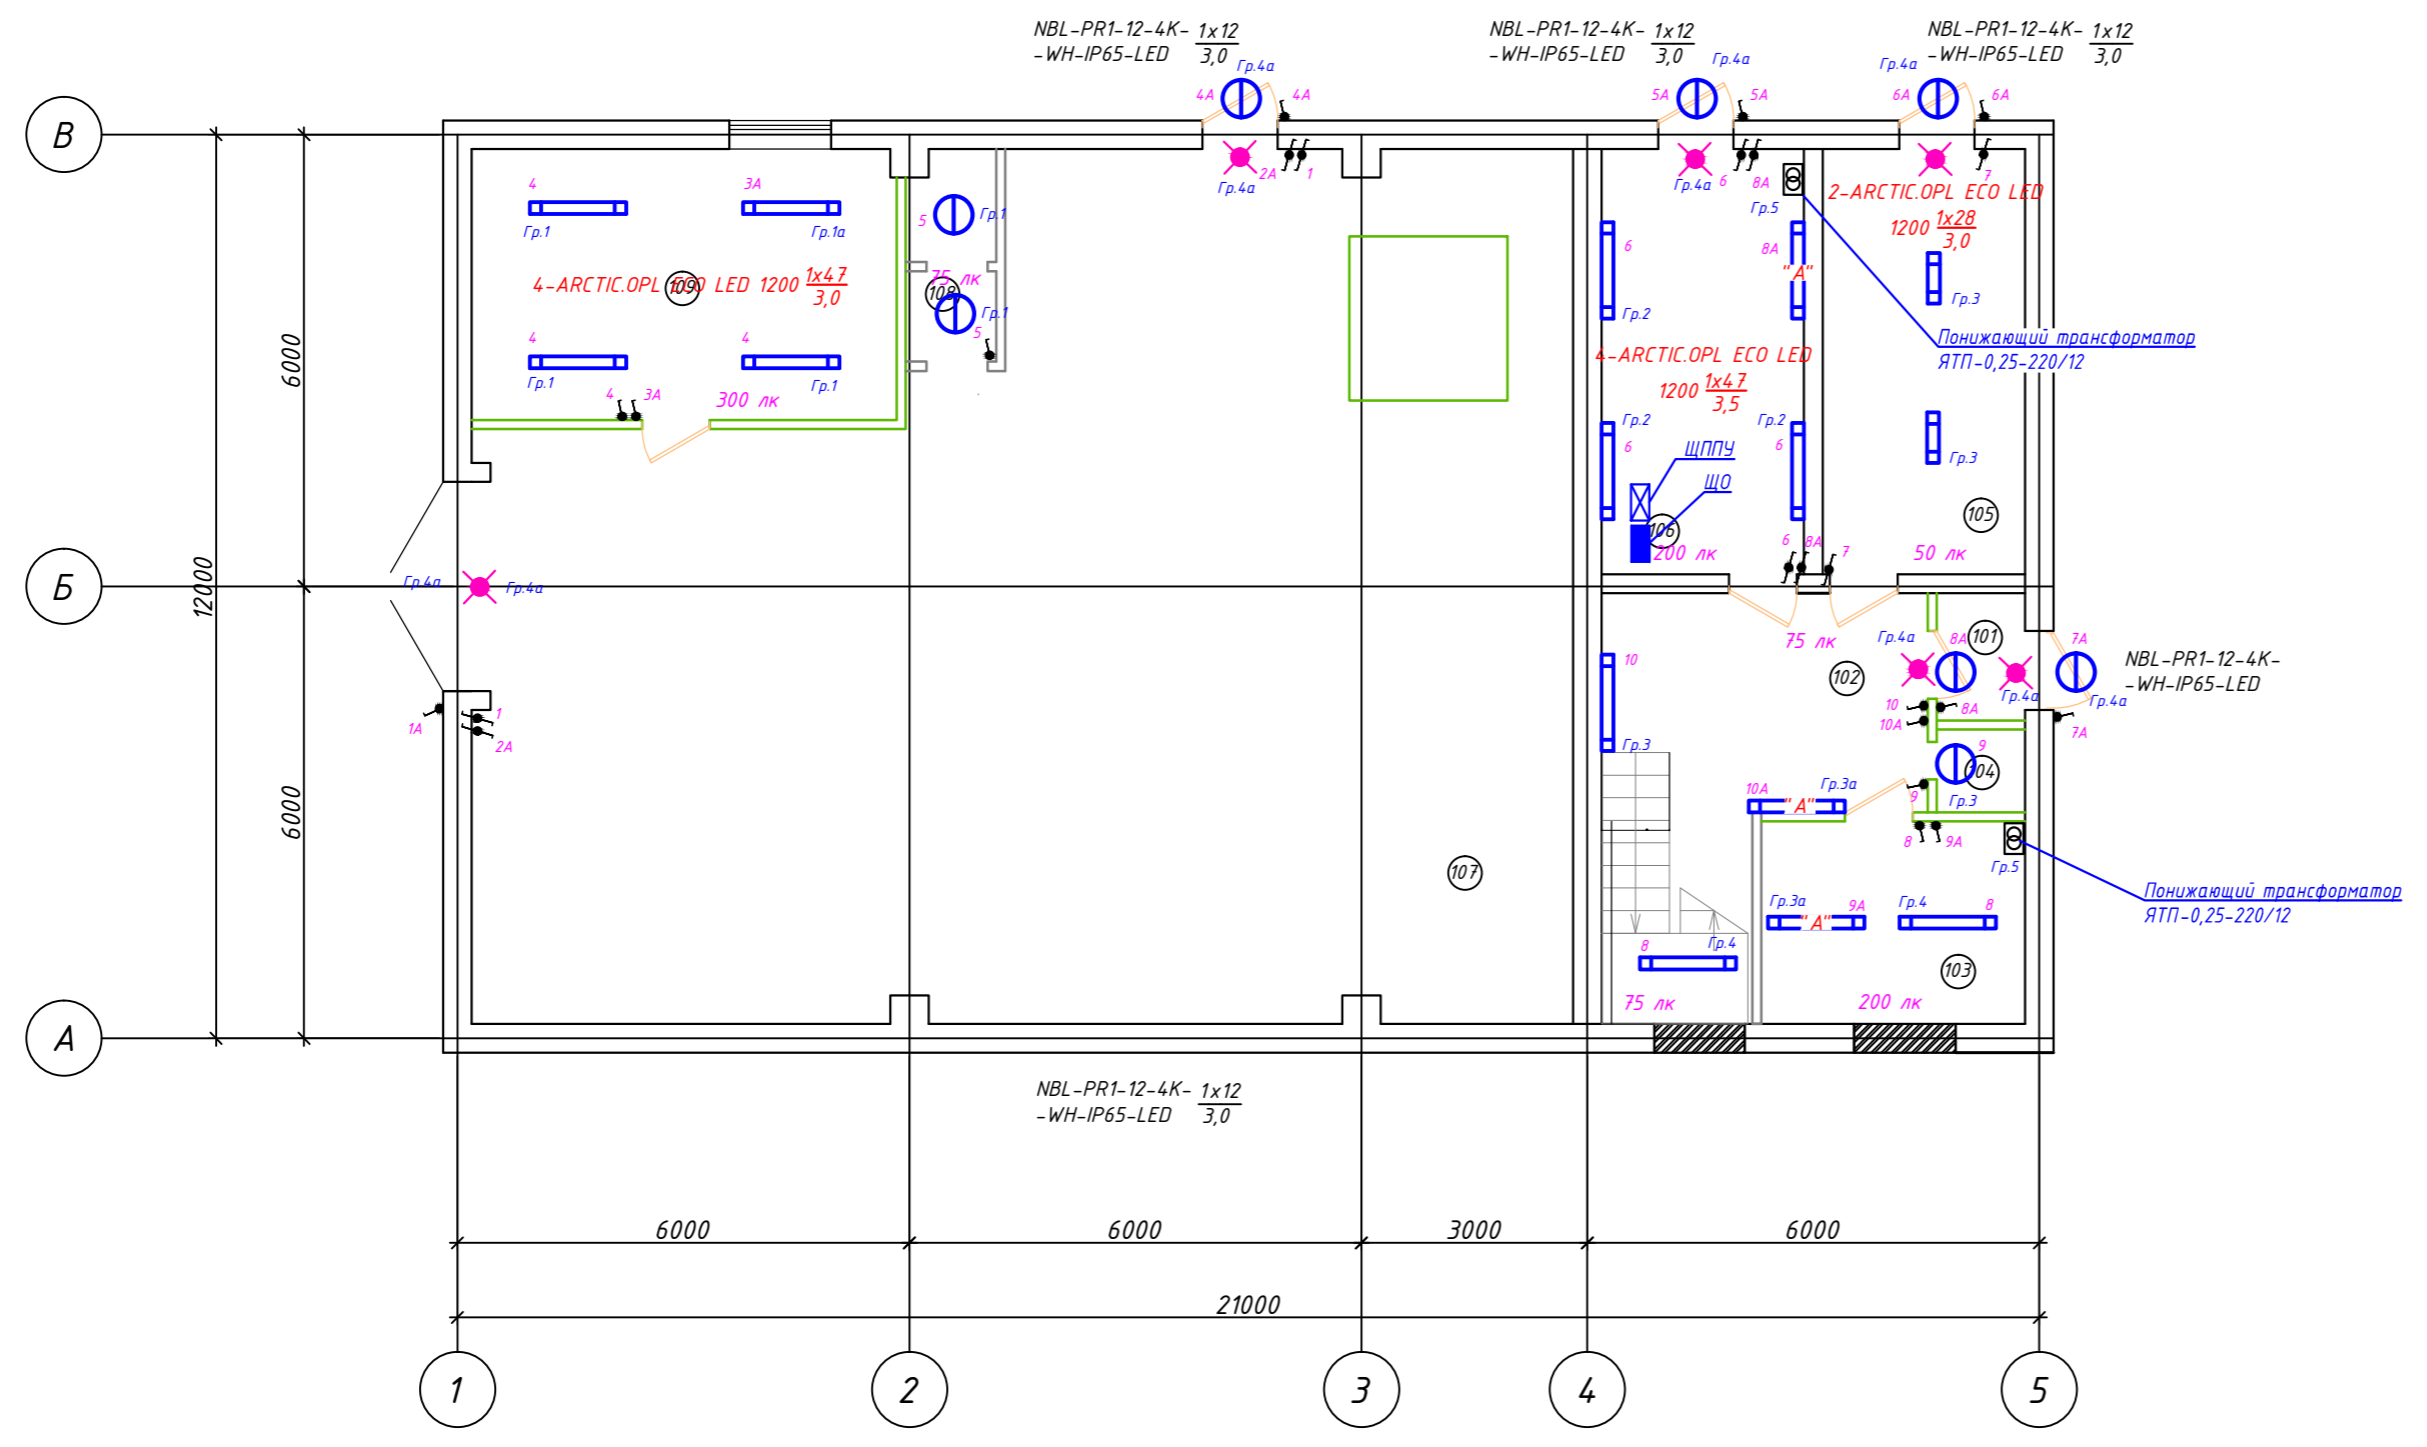 NBL-PR1-12-4K- 1x12
-WH-IP65-LED 3,0
Гр.4а
4А
4А
NBL-PR1-12-4K- 1x12
-WH-IP65-LED 3,0
Гр.4а
5А
5А
NBL-PR1-12-4K- 1x12
-WH-IP65-LED 3,0
Гр.4а
6А
6А
В
2А
1
Гр.4а
6
8А
Гр.4а
7
4
3А
Гр.1
Гр.1а
5
Гр.1
Гр.5
2-ARCTIC.OPL ECO LED
1200 1x28
3,0
6
8А
"А"
4-ARCTIC.OPL ECO LED 1200 1x47
3,0
109
75 лк
108
Гр.1
5
Гр.2
Гр.3
Понижающий трансформатор
ЯТП-0,25-220/12
4
4
Гр.1
Гр.1
4
3А
300 лк
4-ARCTIC.OPL ECO LED
1200 1x47
3,5
Гр.2
6
Гр.2
6
Гр.3
ЩППУ
ЩО
106
200 лк
105
50 лк
6
8А
7
6000
12000
6000
Б
Гр.4а
Гр.4а
75 лк
102
10
Гр.4а
8А
101
7А
Гр.4а
Гр.4а
NBL-PR1-12-4K-
-WH-IP65-LED
10
10А
8А
7А
1А
1
2А
Гр.3
9
104
Гр.3
10А
"А"
Гр.3а
9
8
9А
Гр.5
Понижающий трансформатор
ЯТП-0,25-220/12
107
Гр.3а
9А
"А"
Гр.4
8
8
Гр.4
103
75 лк
200 лк
А
NBL-PR1-12-4K- 1x12
-WH-IP65-LED 3,0
6000
6000
3000
6000
21000
1
2
3
4
5